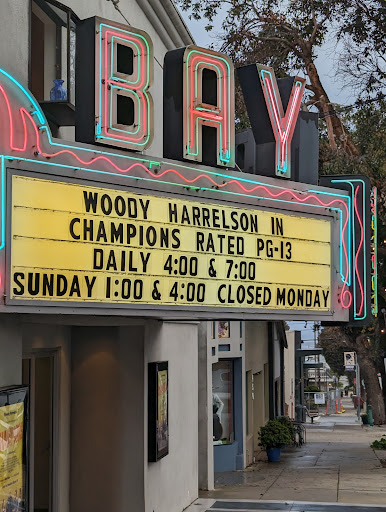 BAY
WOODY HARRELSON IN
CHAMPIONS RATED PG-13
DAILY 4:00 & 7:00
SUNDAY 1:00 & 4:00 CLOSED MONDAY